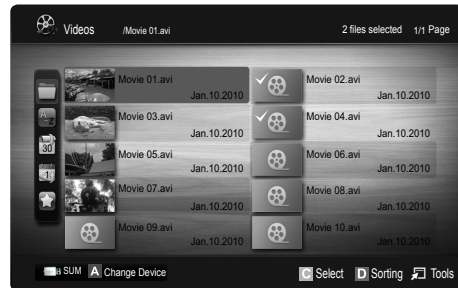 Videos /Movie 01.avi 2 files selected 1/1 Page
Movie 01.avi Movie 02.avi
Jan.10.2010 Jan.10.2010
Movie 03.avi Movie 04.avi
Jan.10.2010 Jan.10.2010
Movie 05.avi Movie 06.avi
Jan.10.2010 Jan.10.2010
Movie 07.avi Movie 08.avi
Jan.10.2010 Jan.10.2010
Movie 09.avi Movie 10.avi
Jan.10.2010 Jan.10.2010
30
1
SUM A Change Device C Select D Sorting Tools